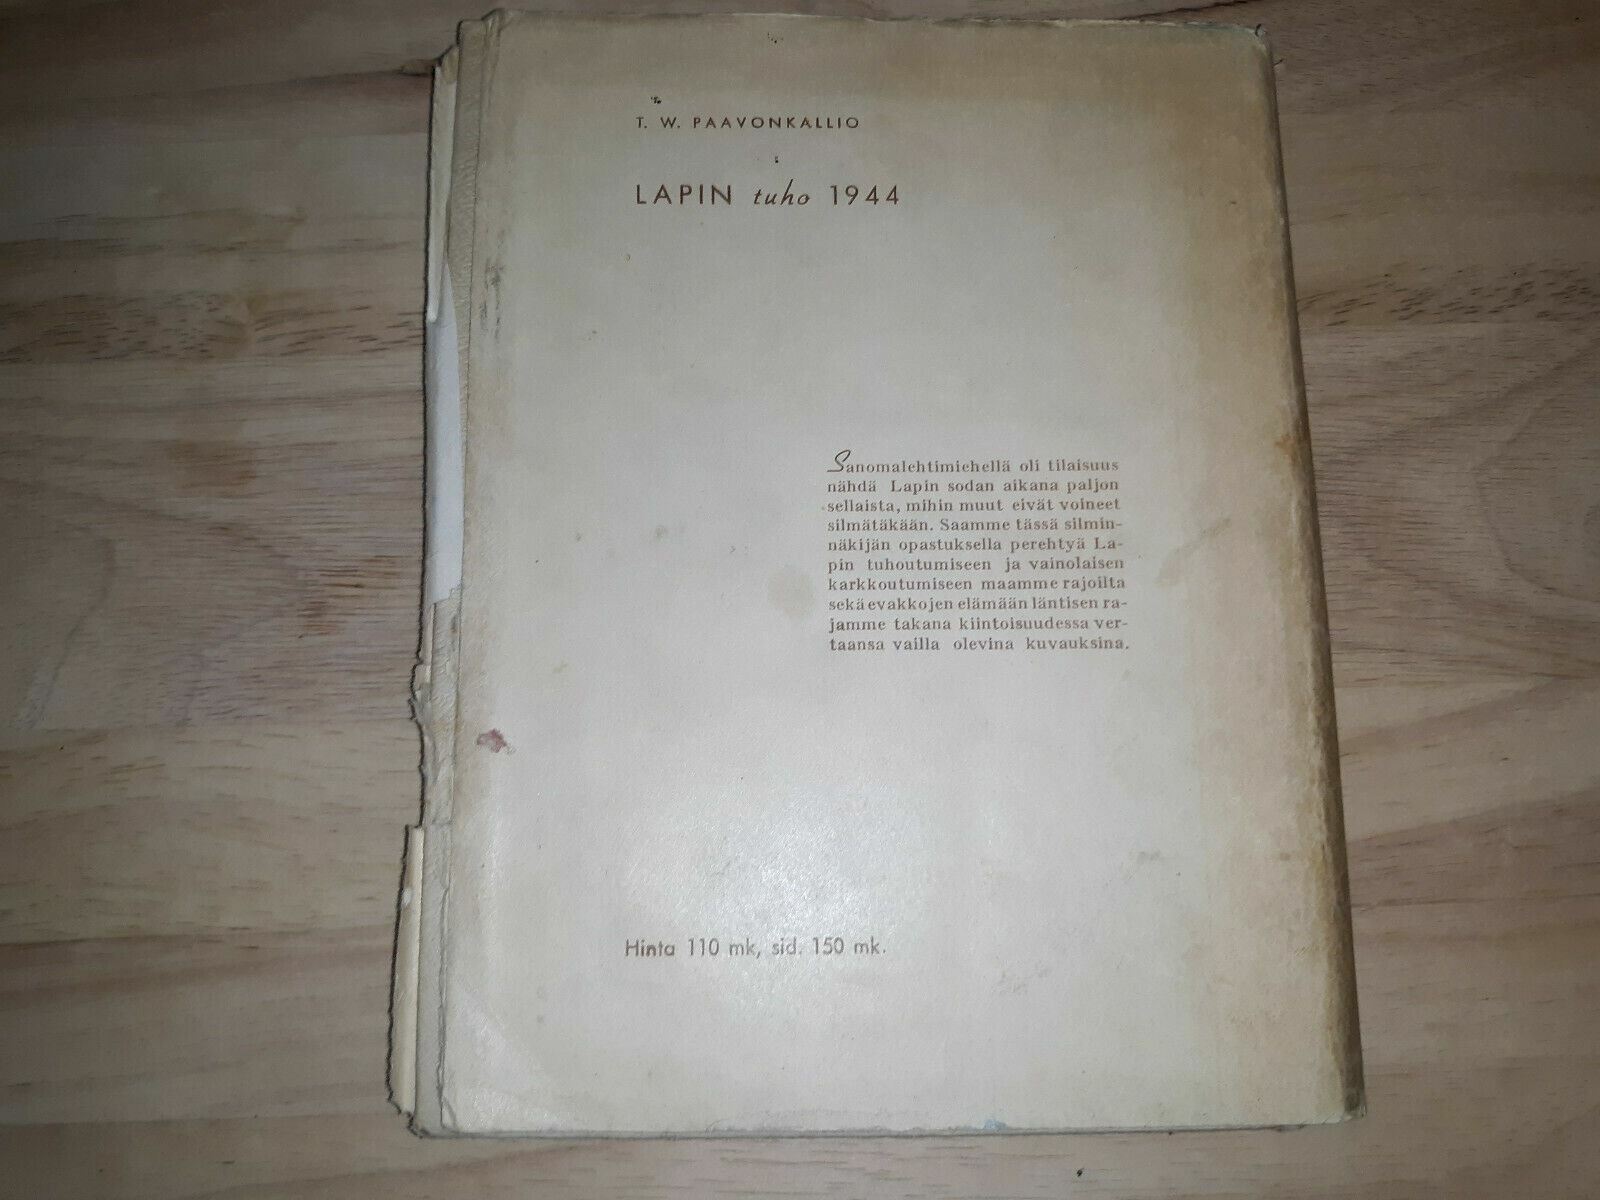 T. W. PAAVONKALLIO
LAPIN tuho 1944
Sanomalehtimiehellä oli tilaisuus
nähdä Lapin sodan aikana paljon
sellaista, mihin muut eivät voineet
silmätäkään. Saamme tässä silmin-
näkijän opastuksella perehtyä La-
pin tuhoutumiseen ja vainolaisen
karkkoutumiseen maamme rajoilta
sekä evakkojen elämään läntisen ra-
jamme takana kiintoisuudessa ver-
taansa vailla olevina kuvauksina.
Hinta 110 mk, sid. 150 mk.